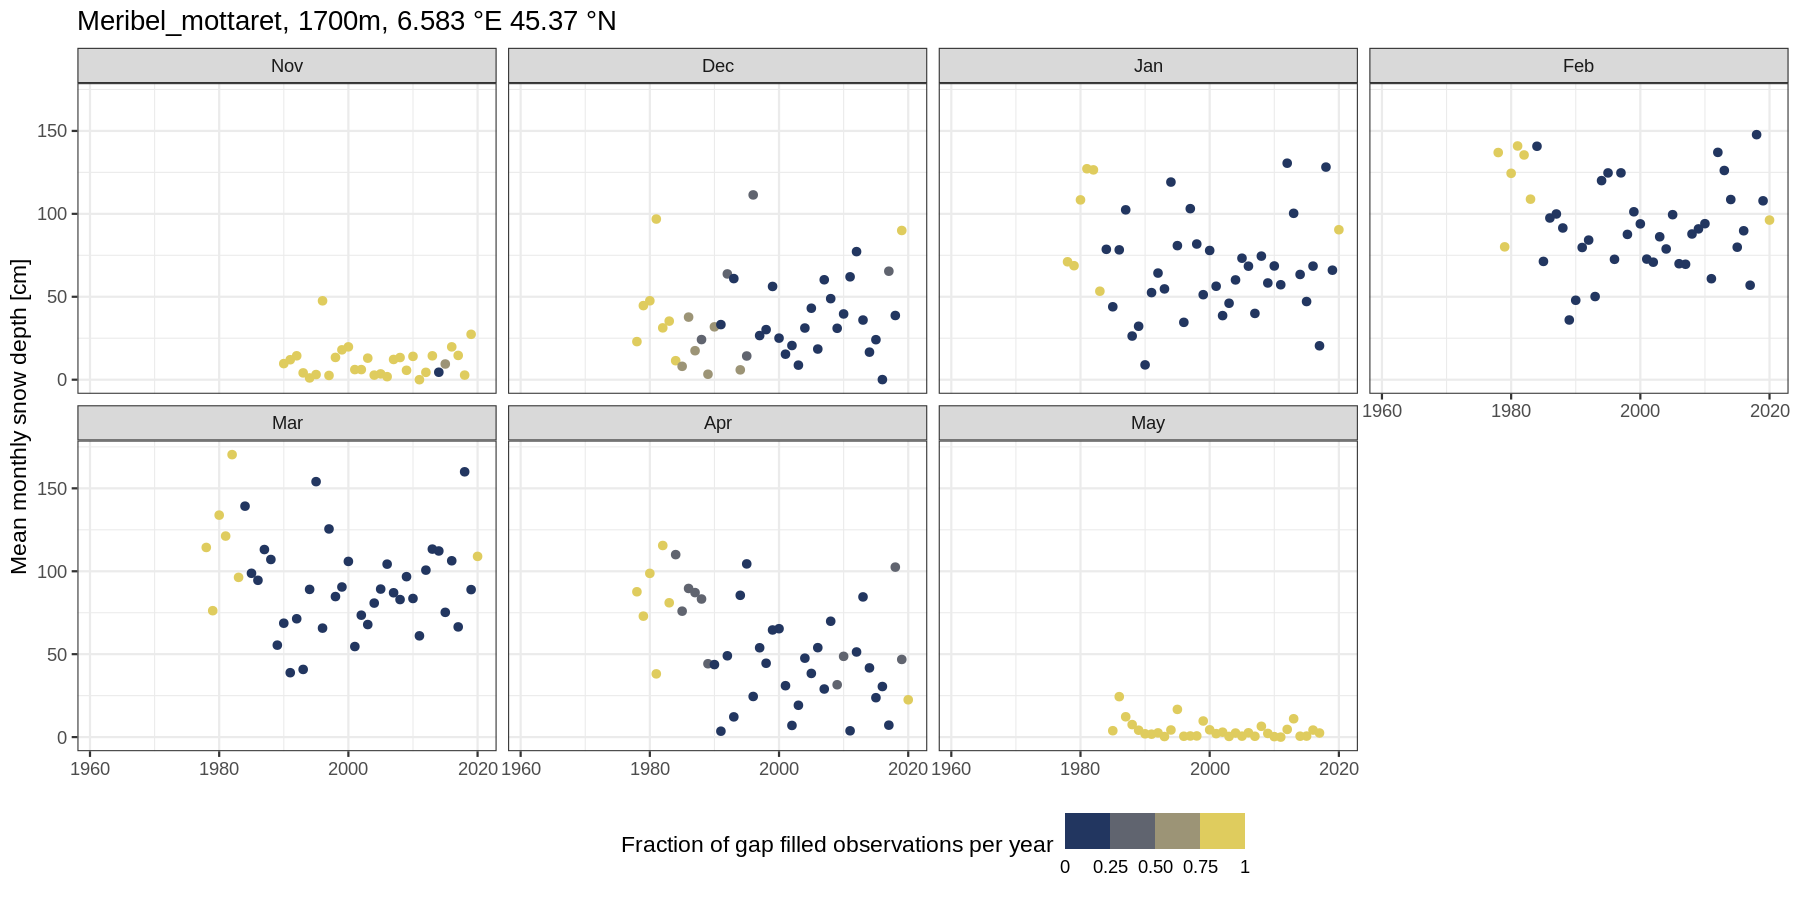 Meribel_mottaret, 1700m, 6.583 °E 45.37 °N
Nov Dec Jan Feb
150
100
50
0
1960 1980 2000 2020
Mar Apr May
150
100
50
0
1960 1980 2000 2020 1960 1980 2000 2020 1960 1980 2000 2020
Mean monthly snow depth [cm]
Fraction of gap filled observations per year
0 0.25 0.50 0.75 1